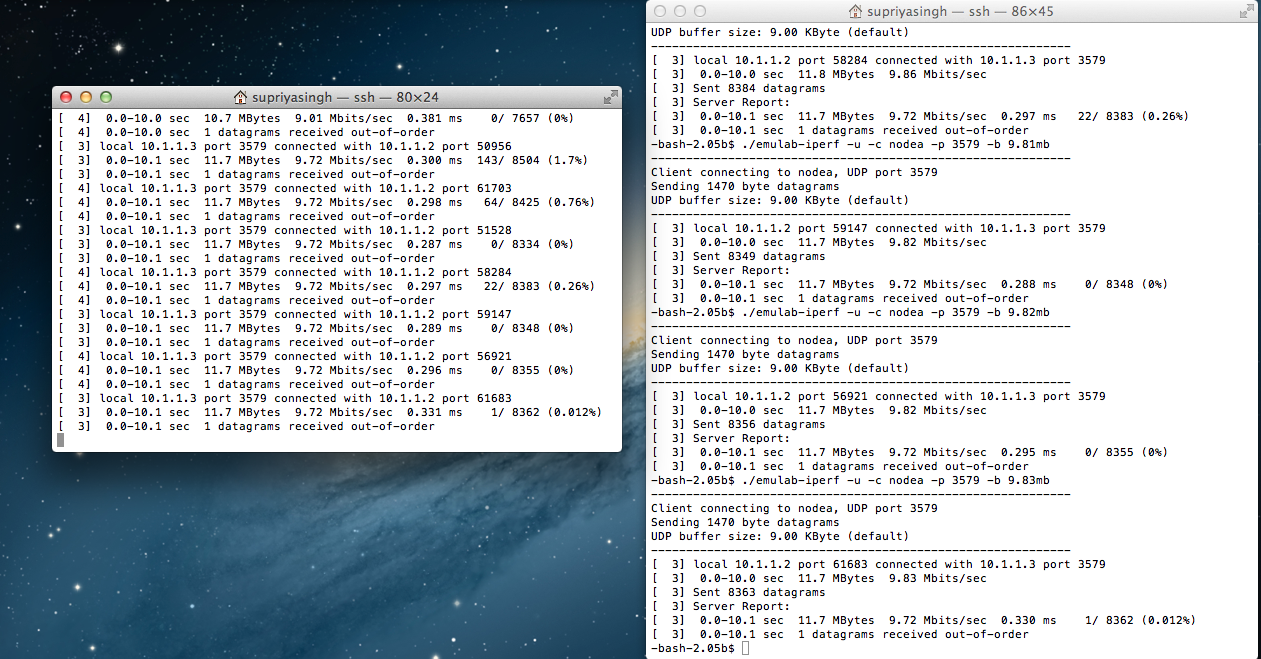 supriyasingh — ssh — 80×24
[  4]  0.0-10.0 sec  10.7 MBytes  9.01 Mbits/sec  0.381 ms    0/ 7657 (0%)
[  4]  0.0-10.0 sec  1 datagrams received out-of-order
[  3] local 10.1.1.3 port 3579 connected with 10.1.1.2 port 50956
[  3]  0.0-10.1 sec  11.7 MBytes  9.72 Mbits/sec  0.300 ms  143/ 8504 (1.7%)
[  3]  0.0-10.1 sec  1 datagrams received out-of-order
[  4] local 10.1.1.3 port 3579 connected with 10.1.1.2 port 61703
[  4]  0.0-10.1 sec  11.7 MBytes  9.72 Mbits/sec  0.298 ms   64/ 8425 (0.76%)
[  4]  0.0-10.1 sec  1 datagrams received out-of-order
[  3] local 10.1.1.3 port 3579 connected with 10.1.1.2 port 51528
[  3]  0.0-10.1 sec  11.7 MBytes  9.72 Mbits/sec  0.287 ms    0/ 8334 (0%)
[  3]  0.0-10.1 sec  1 datagrams received out-of-order
[  4] local 10.1.1.3 port 3579 connected with 10.1.1.2 port 58284
[  4]  0.0-10.1 sec  11.7 MBytes  9.72 Mbits/sec  0.297 ms   22/ 8383 (0.26%)
[  4]  0.0-10.1 sec  1 datagrams received out-of-order
[  3] local 10.1.1.3 port 3579 connected with 10.1.1.2 port 59147
[  3]  0.0-10.1 sec  11.7 MBytes  9.72 Mbits/sec  0.289 ms    0/ 8348 (0%)
[  3]  0.0-10.1 sec  1 datagrams received out-of-order
[  4] local 10.1.1.3 port 3579 connected with 10.1.1.2 port 56921
[  4]  0.0-10.1 sec  11.7 MBytes  9.72 Mbits/sec  0.296 ms    0/ 8355 (0%)
[  4]  0.0-10.1 sec  1 datagrams received out-of-order
[  3] local 10.1.1.3 port 3579 connected with 10.1.1.2 port 61683
[  3]  0.0-10.1 sec  11.7 MBytes  9.72 Mbits/sec  0.331 ms    1/ 8362 (0.012%)
[  3]  0.0-10.1 sec  1 datagrams received out-of-order
supriyasingh — ssh — 86×45
UDP buffer size: 9.00 KByte (default)
------------------------------------------------------------
[  3] local 10.1.1.2 port 58284 connected with 10.1.1.3 port 3579
[  3]  0.0-10.0 sec  11.8 MBytes  9.86 Mbits/sec
[  3] Sent 8384 datagrams
[  3] Server Report:
[  3]  0.0-10.1 sec  11.7 MBytes  9.72 Mbits/sec  0.297 ms   22/ 8383 (0.26%)
[  3]  0.0-10.1 sec  1 datagrams received out-of-order
-bash-2.05b$ ./emulab-iperf -u -c nodea -p 3579 -b 9.81mb
------------------------------------------------------------
Client connecting to nodea, UDP port 3579
Sending 1470 byte datagrams
UDP buffer size: 9.00 KByte (default)
------------------------------------------------------------
[  3] local 10.1.1.2 port 59147 connected with 10.1.1.3 port 3579
[  3]  0.0-10.0 sec  11.7 MBytes  9.82 Mbits/sec
[  3] Sent 8349 datagrams
[  3] Server Report:
[  3]  0.0-10.1 sec  11.7 MBytes  9.72 Mbits/sec  0.288 ms    0/ 8348 (0%)
[  3]  0.0-10.1 sec  1 datagrams received out-of-order
-bash-2.05b$ ./emulab-iperf -u -c nodea -p 3579 -b 9.82mb
------------------------------------------------------------
Client connecting to nodea, UDP port 3579
Sending 1470 byte datagrams
UDP buffer size: 9.00 KByte (default)
------------------------------------------------------------
[  3] local 10.1.1.2 port 56921 connected with 10.1.1.3 port 3579
[  3]  0.0-10.0 sec  11.7 MBytes  9.82 Mbits/sec
[  3] Sent 8356 datagrams
[  3] Server Report:
[  3]  0.0-10.1 sec  11.7 MBytes  9.72 Mbits/sec  0.295 ms    0/ 8355 (0%)
[  3]  0.0-10.1 sec  1 datagrams received out-of-order
-bash-2.05b$ ./emulab-iperf -u -c nodea -p 3579 -b 9.83mb
------------------------------------------------------------
Client connecting to nodea, UDP port 3579
Sending 1470 byte datagrams
UDP buffer size: 9.00 KByte (default)
------------------------------------------------------------
[  3] local 10.1.1.2 port 61683 connected with 10.1.1.3 port 3579
[  3]  0.0-10.0 sec  11.7 MBytes  9.83 Mbits/sec
[  3] Sent 8363 datagrams
[  3] Server Report:
[  3]  0.0-10.1 sec  11.7 MBytes  9.72 Mbits/sec  0.330 ms    1/ 8362 (0.012%)
[  3]  0.0-10.1 sec  1 datagrams received out-of-order
-bash-2.05b$